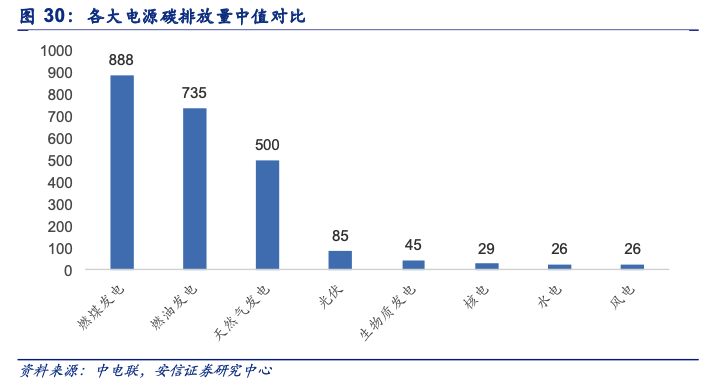 图 30：各大电源碳排放量中值对比
1000
900
800
700
600
500
400
300
200
100
0
888
735
500
85
45
29
26
26
燃煤发电
燃油发电
天然气发电
光伏
生物质发电
核电
水电
风电
资料来源：中电联，安信证券研究中心